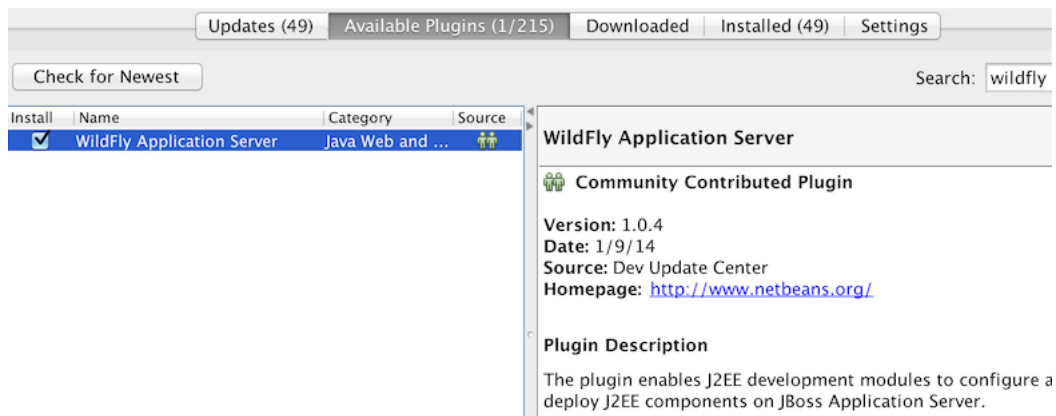 Updates (49) Available Plugins (1/215) Downloaded Installed (49) Settings
Check for Newest Search: wildfly
Install Name Category Source
WildFly Application Server Java Web and ...
WildFly Application Server
Community Contributed Plugin
Version: 1.0.4
Date: 1/9/14
Source: Dev Update Center
Homepage: http://www.netbeans.org/
Plugin Description
The plugin enables J2EE development modules to configure a
deploy J2EE components on JBoss Application Server.